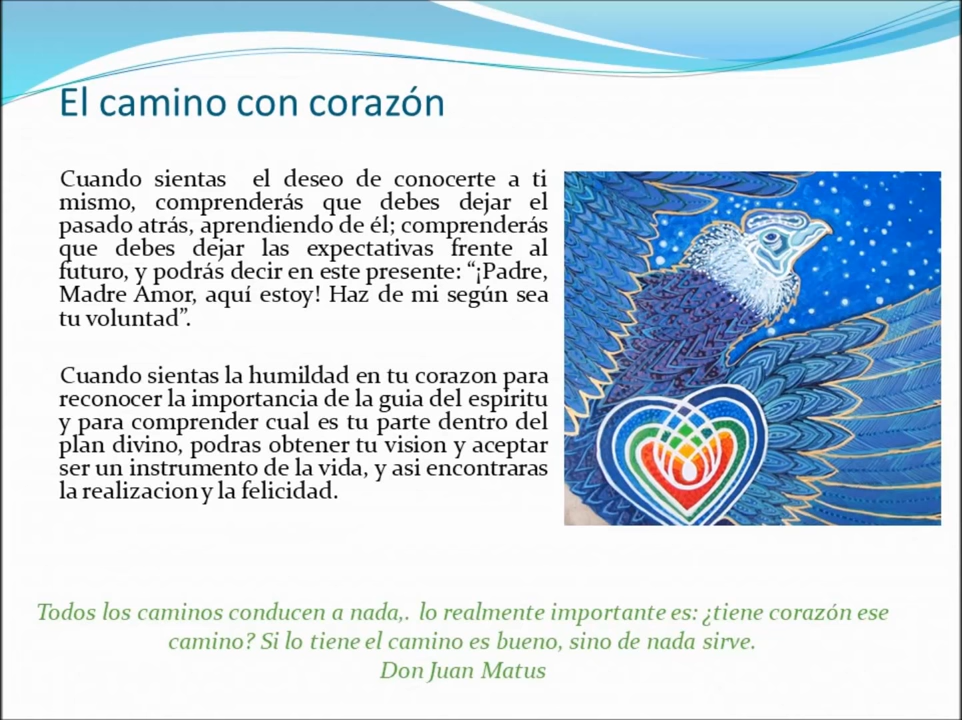 El camino con corazón
Cuando sientas el deseo de conocerte a ti
mismo, comprenderás que debes dejar el
pasado atrás, aprendiendo de él; comprenderás
que debes dejar las expectativas frente al
futuro, y podrás decir en este presente: “¡Padre,
Madre Amor, aquí estoy! Haz de mi según sea
tu voluntad”.
Cuando sientas la humildad en tu corazon para
reconocer la importancia de la guia del espiritu
y para comprender cual es tu parte dentro del
plan divino, podras obtener tu vision y aceptar
ser un instrumento de la vida, y asi encontraras
la realizacion y la felicidad.
Todos los caminos conducen a nada,. lo realmente importante es: ¿tiene corazón ese
camino? Si lo tiene el camino es bueno, sino de nada sirve.
Don Juan Matus